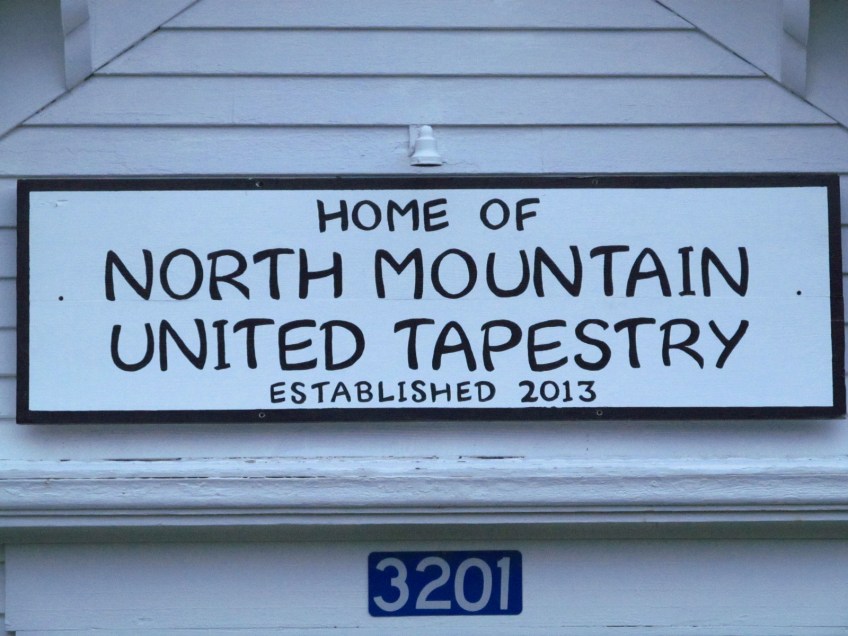 HOME OF
NORTH MOUNTAIN
UNITED TAPESTRY
ESTABLISHED 2013
3201